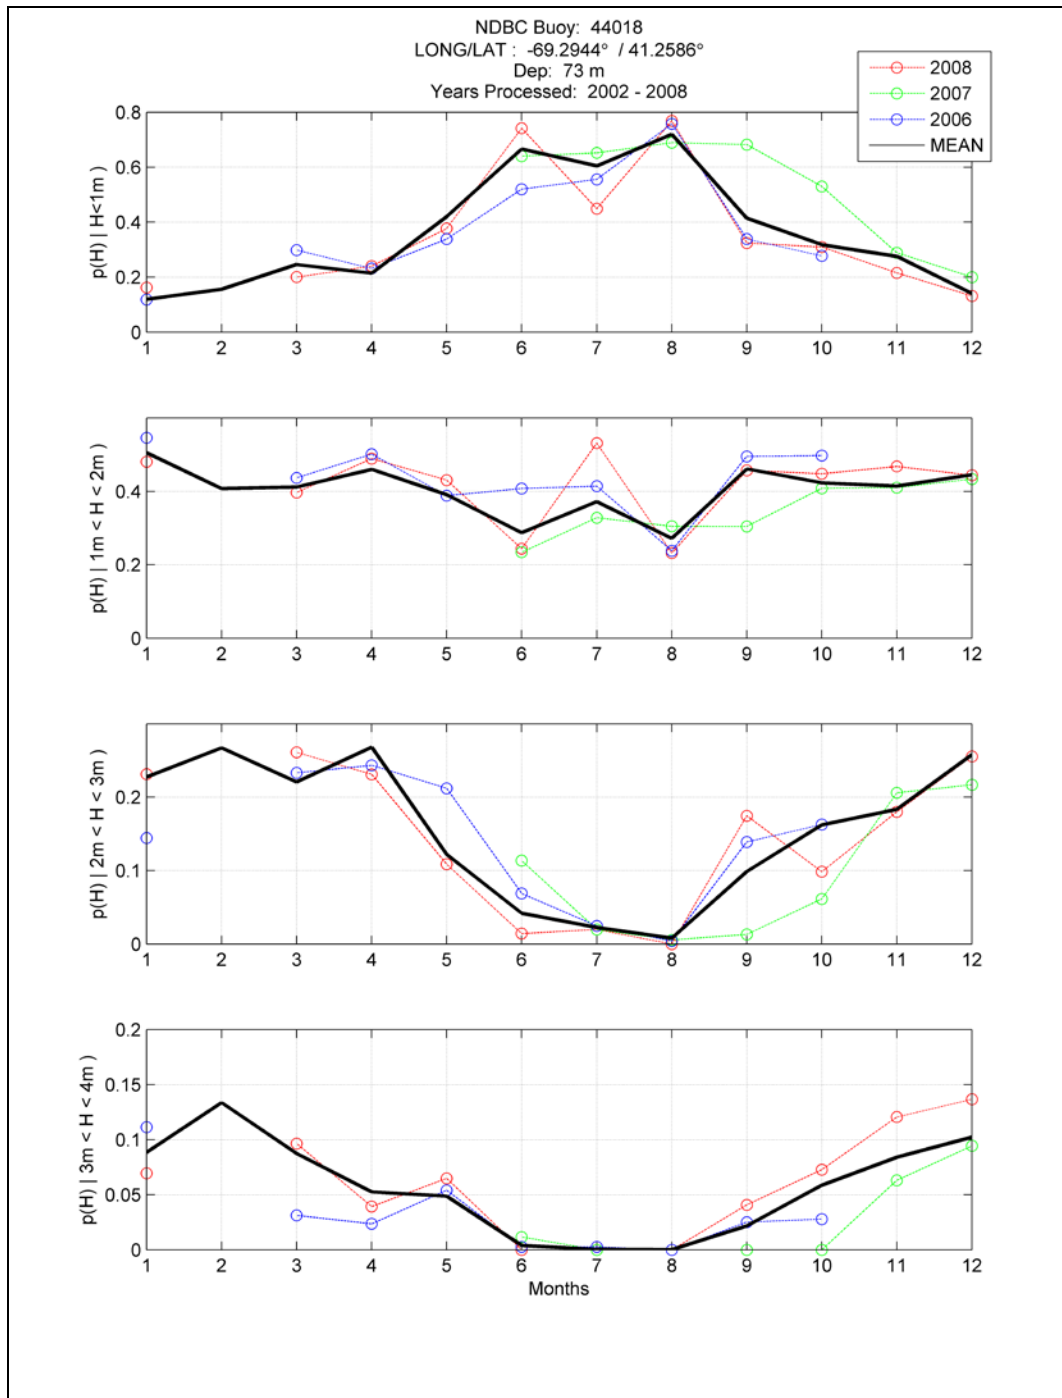 NDBC Buoy: 44018
LONG/LAT : -69.2944° / 41.2586°
Dep: 73 m
Years Processed: 2002 - 2008
2008
2007
2006
MEAN
p(H) | H<1m )
0.8
0.6
0.4
0.2
0
1 2 3 4 5 6 7 8 9 10 11 12
p(H) | 1m < H < 2m )
0.4
0.2
0
1 2 3 4 5 6 7 8 9 10 11 12
p(H) | 2m < H < 3m )
0.2
0.1
0
1 2 3 4 5 6 7 8 9 10 11 12
p(H) | 3m < H < 4m )
0.2
0.15
0.1
0.05
0
1 2 3 4 5 6 7 8 9 10 11 12
Months